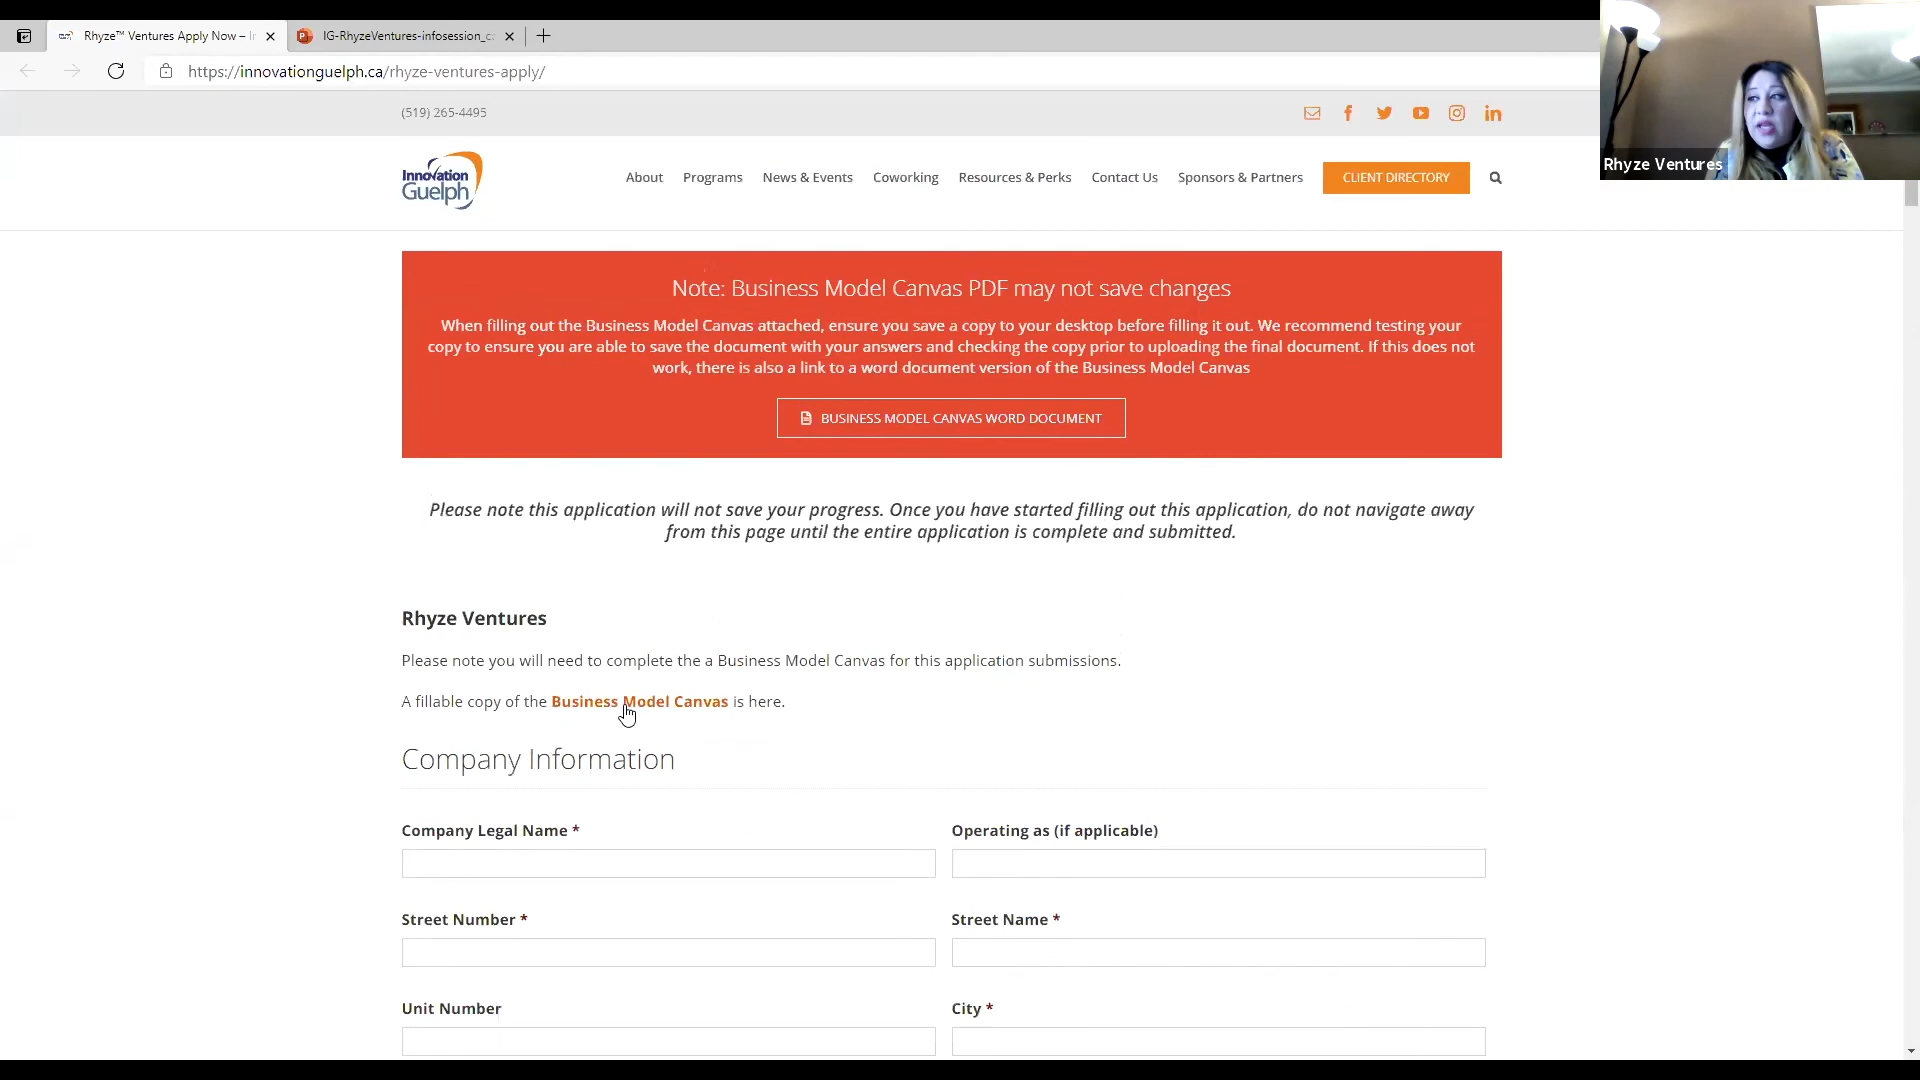 Rhyze™ Ventures Apply Now – In
IG-RhyzeVentures-infosession_c
https://innovationguelph.ca/rhyze-ventures-apply/
Rhyze Ventures
(519) 265-4495
Innovation
Guelph
About Programs News & Events Coworking Resources & Perks Contact Us Sponsors & Partners CLIENT DIRECTORY
Note: Business Model Canvas PDF may not save changes
When filling out the Business Model Canvas attached, ensure you save a copy to your desktop before filling it out. We recommend testing your
copy to ensure you are able to save the document with your answers and checking the copy prior to uploading the final document. If this does not
work, there is also a link to a word document version of the Business Model Canvas
BUSINESS MODEL CANVAS WORD DOCUMENT
Please note this application will not save your progress. Once you have started filling out this application, do not navigate away
from this page until the entire application is complete and submitted.
Rhyze Ventures
Please note you will need to complete the a Business Model Canvas for this application submissions.
A fillable copy of the Business Model Canvas is here.
Company Information
Company Legal Name * Operating as (if applicable)
Street Number * Street Name *
Unit Number City *